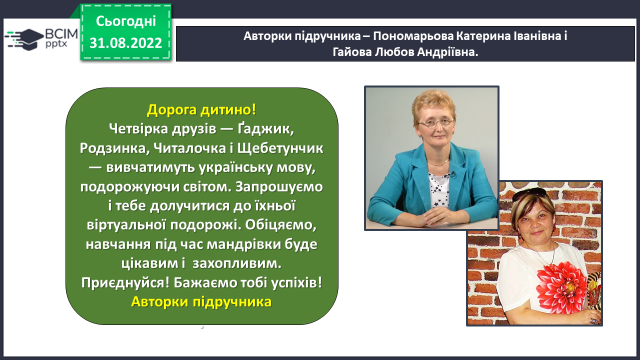 Сьогодні
31.08.2022
BCIM
pptx
Авторки підручника – Пономарьова Катерина Іванівна і
Гайова Любов Андріївна.
Дорога дитино!
Четвірка друзів — Ґаджик,
Родзинка, Читалочка і Щебетунчик
— вивчатимуть українську мову,
подорожуючи світом. Запрошуємо
і тебе долучитися до їхньої
віртуальної подорожі. Обіцяємо,
навчання під час мандрівки буде
цікавим і захопливим.
Приєднуйся! Бажаємо тобі успіхів!
Авторки підручника